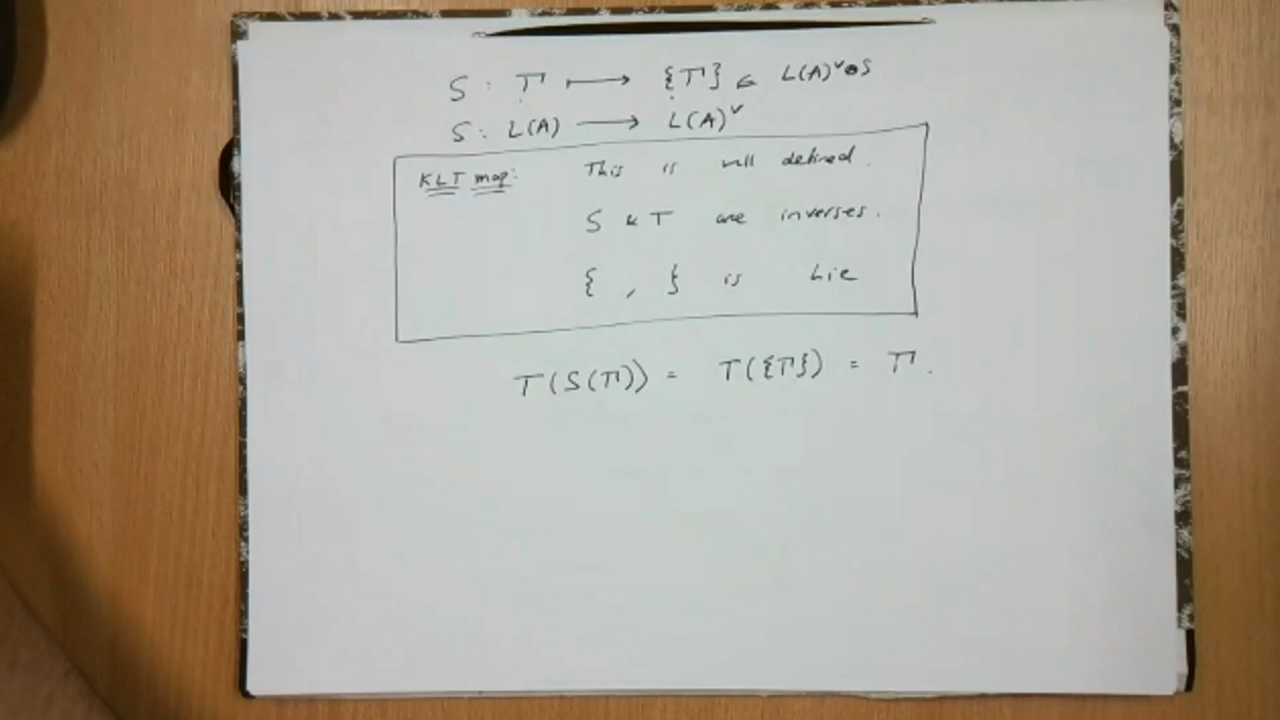 S : Γ ⟼ {Γ} ∈ L(A)^∨ ⊗ S
S : L(A) ⟶ L(A)^∨
KLT map: This is well defined.
S & T are inverses.
{ , } is Lie
T(S(Γ)) = T({Γ}) = Γ.